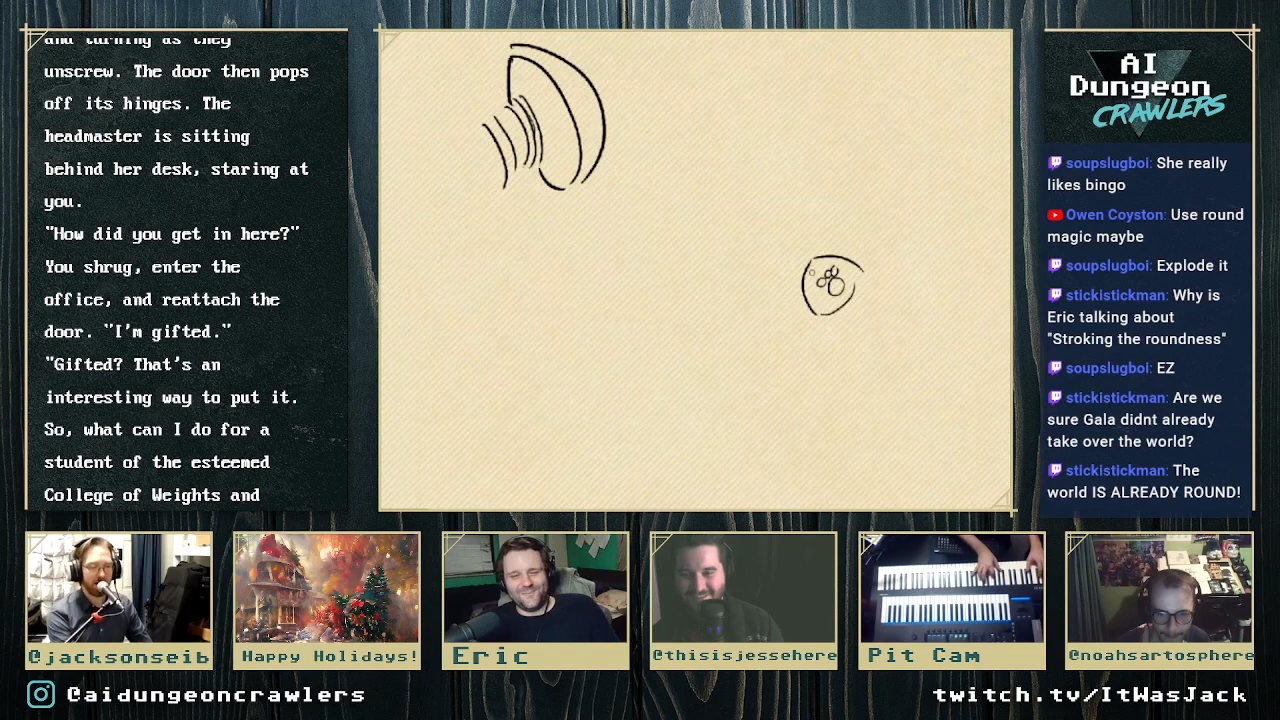 and turning as they
unscrew. The door then pops
off its hinges. The
headmaster is sitting
behind her desk, staring at
you.
"How did you get in here?"
You shrug, enter the
office, and reattach the
door. "I'm gifted."
"Gifted? That's an
interesting way to put it.
So, what can I do for a
student of the esteemed
College of Weights and
AI
Dungeon
CRAWLERS
soupslugboi: She really
likes bingo
Owen Coyston: Use round
magic maybe
soupslugboi: Explode it
stickistickman: Why is
Eric talking about
"Stroking the roundness"
soupslugboi: EZ
stickistickman: Are we
sure Gala didnt already
take over the world?
stickistickman: The
world IS ALREADY ROUND!
@jacksonseib
Happy Holidays!
Eric
@thisisjessehere
Pit Cam
@noahsartosphere
@aidungeoncrawlers
twitch.tv/ItWasJack